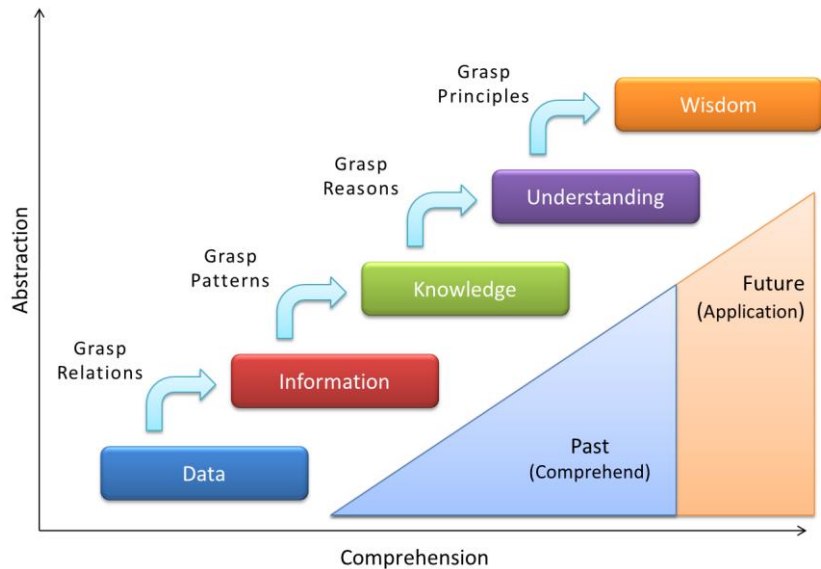 Grasp
Principles
Wisdom
Grasp
Reasons
Understanding
Grasp
Patterns
Knowledge
Grasp
Relations
Information
Data
Future
(Application)
Past
(Comprehend)
Abstraction
Comprehension